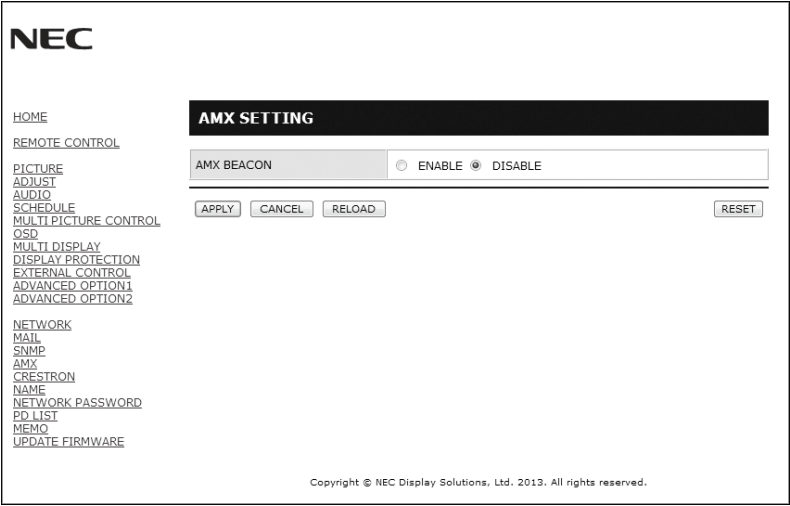 NEC
HOME
REMOTE CONTROL
PICTURE
ADJUST
AUDIO
SCHEDULE
MULTI PICTURE CONTROL
OSD
MULTI DISPLAY
DISPLAY PROTECTION
EXTERNAL CONTROL
ADVANCED OPTION1
ADVANCED OPTION2
NETWORK
MAIL
SNMP
AMX
CRESTRON
NAME
NETWORK PASSWORD
PD LIST
MEMO
UPDATE FIRMWARE
AMX SETTING
AMX BEACON ENABLE DISABLE
APPLY CANCEL RELOAD RESET
Copyright © NEC Display Solutions, Ltd. 2013. All rights reserved.